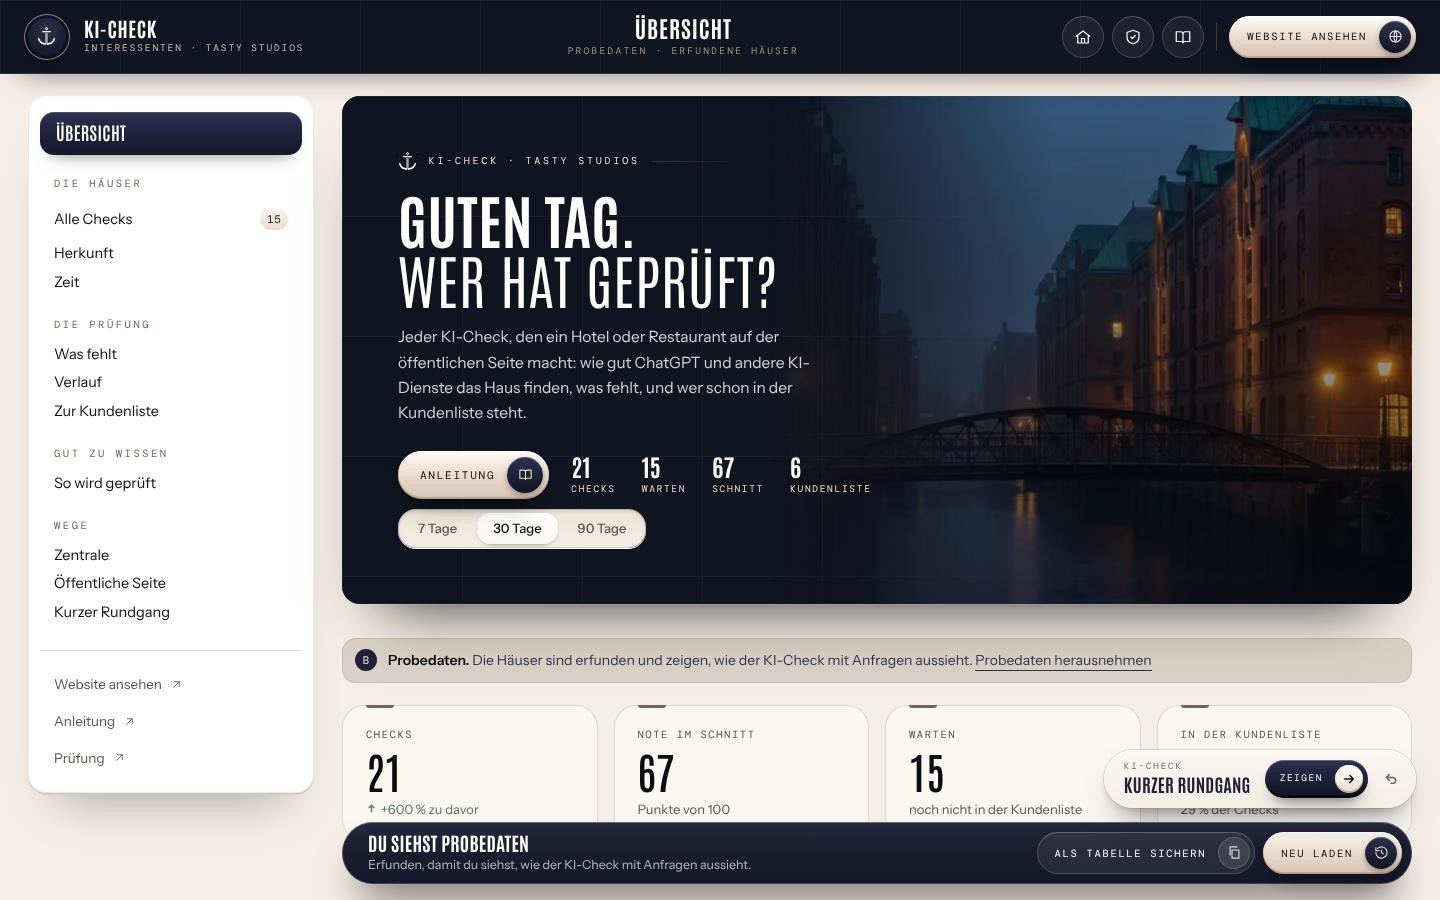 KI-CHECK
INTERESSENTEN · TASTY STUDIOS
ÜBERSICHT
PROBEDATEN · ERFUNDENE HÄUSER
WEBSITE ANSEHEN
ÜBERSICHT
DIE HÄUSER
Alle Checks 15
Herkunft
Zeit
DIE PRÜFUNG
Was fehlt
Verlauf
Zur Kundenliste
GUT ZU WISSEN
So wird geprüft
WEGE
Zentrale
Öffentliche Seite
Kurzer Rundgang
Website ansehen
Anleitung
Prüfung
KI-CHECK · TASTY STUDIOS
GUTEN TAG.
WER HAT GEPRÜFT?
Jeder KI-Check, den ein Hotel oder Restaurant auf der
öffentlichen Seite macht: wie gut ChatGPT und andere KI-
Dienste das Haus finden, was fehlt, und wer schon in der
Kundenliste steht.
ANLEITUNG
21 CHECKS
15 WARTEN
67 SCHNITT
6 KUNDENLISTE
7 Tage 30 Tage 90 Tage
B Probedaten. Die Häuser sind erfunden und zeigen, wie der KI-Check mit Anfragen aussieht. Probedaten herausnehmen
CHECKS
21
↑ +600 % zu davor
NOTE IM SCHNITT
67
Punkte von 100
WARTEN
15
noch nicht in der Kundenliste
IN DER KUNDENLISTE
29 % der Checks
KI-CHECK
KURZER RUNDGANG
ZEIGEN
DU SIEHST PROBEDATEN
Erfunden, damit du siehst, wie der KI-Check mit Anfragen aussieht.
ALS TABELLE SICHERN
NEU LADEN